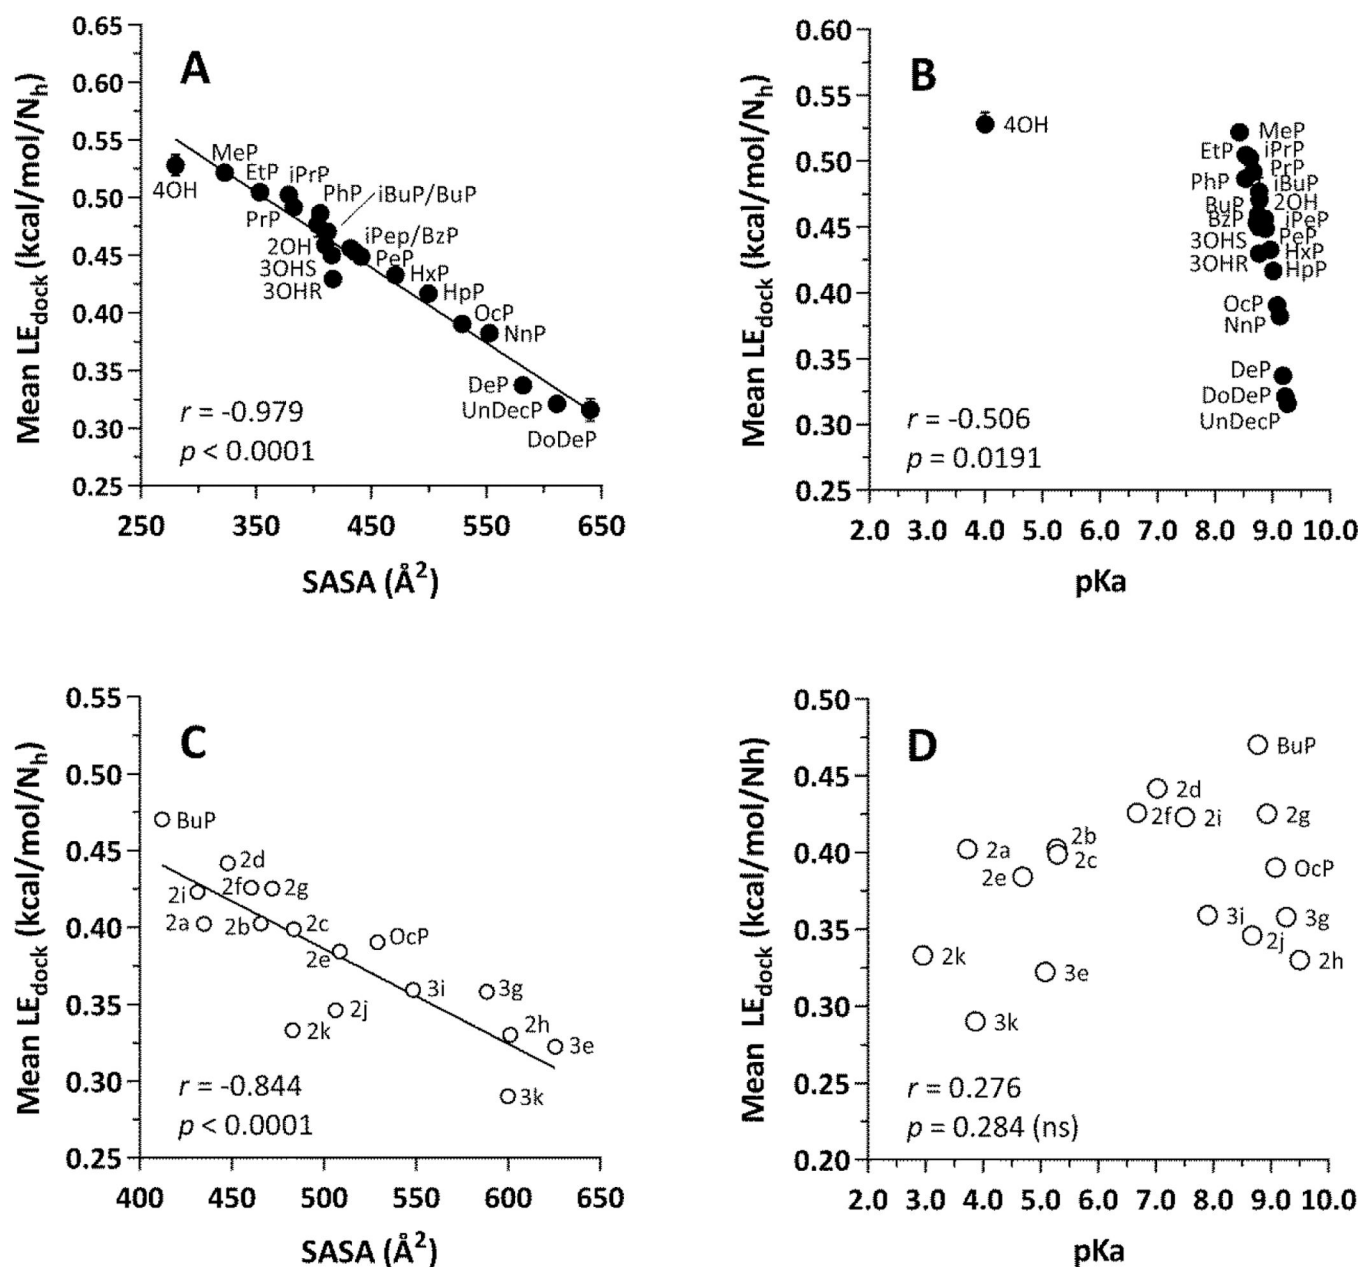 A
Mean LE_dock (kcal/mol/N_h)
0.65
0.60
0.55
0.50
0.45
0.40
0.35
0.30
0.25
4OH
MeP
EtP
iPrP
PrP
PhP
iBuP/BuP
2OH
3OHS
3OHR
iPep/BzP
PeP
HxP
HpP
OcP
NnP
DeP
UnDecP
DoDeP
r = -0.979
p < 0.0001
250 350 450 550 650
SASA (Å²)
B
Mean LE_dock (kcal/mol/N_h)
0.60
0.55
0.50
0.45
0.40
0.35
0.30
0.25
4OH
MeP
EtP
iPrP
PrP
PhP
iBuP
2OH
BuP
BzP
iPeP
PeP
3OHS
HxP
3OHR
HpP
OcP
NnP
DeP
DoDeP
UnDecP
r = -0.506
p = 0.0191
2.0 3.0 4.0 5.0 6.0 7.0 8.0 9.0 10.0
pKa
C
Mean LE_dock (kcal/mol/N_h)
0.55
0.50
0.45
0.40
0.35
0.30
0.25
BuP
2d
2i
2f
2g
2a
2b
2c
2e
OcP
3i
3g
2j
2k
2h
3e
3k
r = -0.844
p < 0.0001
400 450 500 550 600 650
SASA (Å²)
D
Mean LE_dock (kcal/mol/Nh)
0.50
0.45
0.40
0.35
0.30
0.25
0.20
BuP
2d
2f
2i
2g
2a
2b
2c
2e
OcP
3i
3g
2j
2h
2k
3e
3k
r = 0.276
p = 0.284 (ns)
2.0 3.0 4.0 5.0 6.0 7.0 8.0 9.0 10.0
pKa